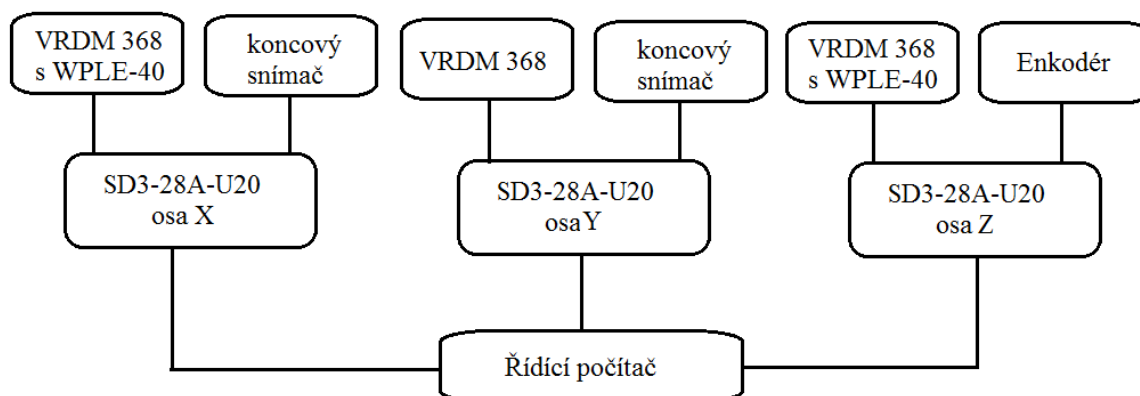 VRDM 368
s WPLE-40
koncový
snímač
VRDM 368
koncový
snímač
VRDM 368
s WPLE-40
Enkodér
SD3-28A-U20
osa X
SD3-28A-U20
osa Y
SD3-28A-U20
osa Z
Řídící počítač